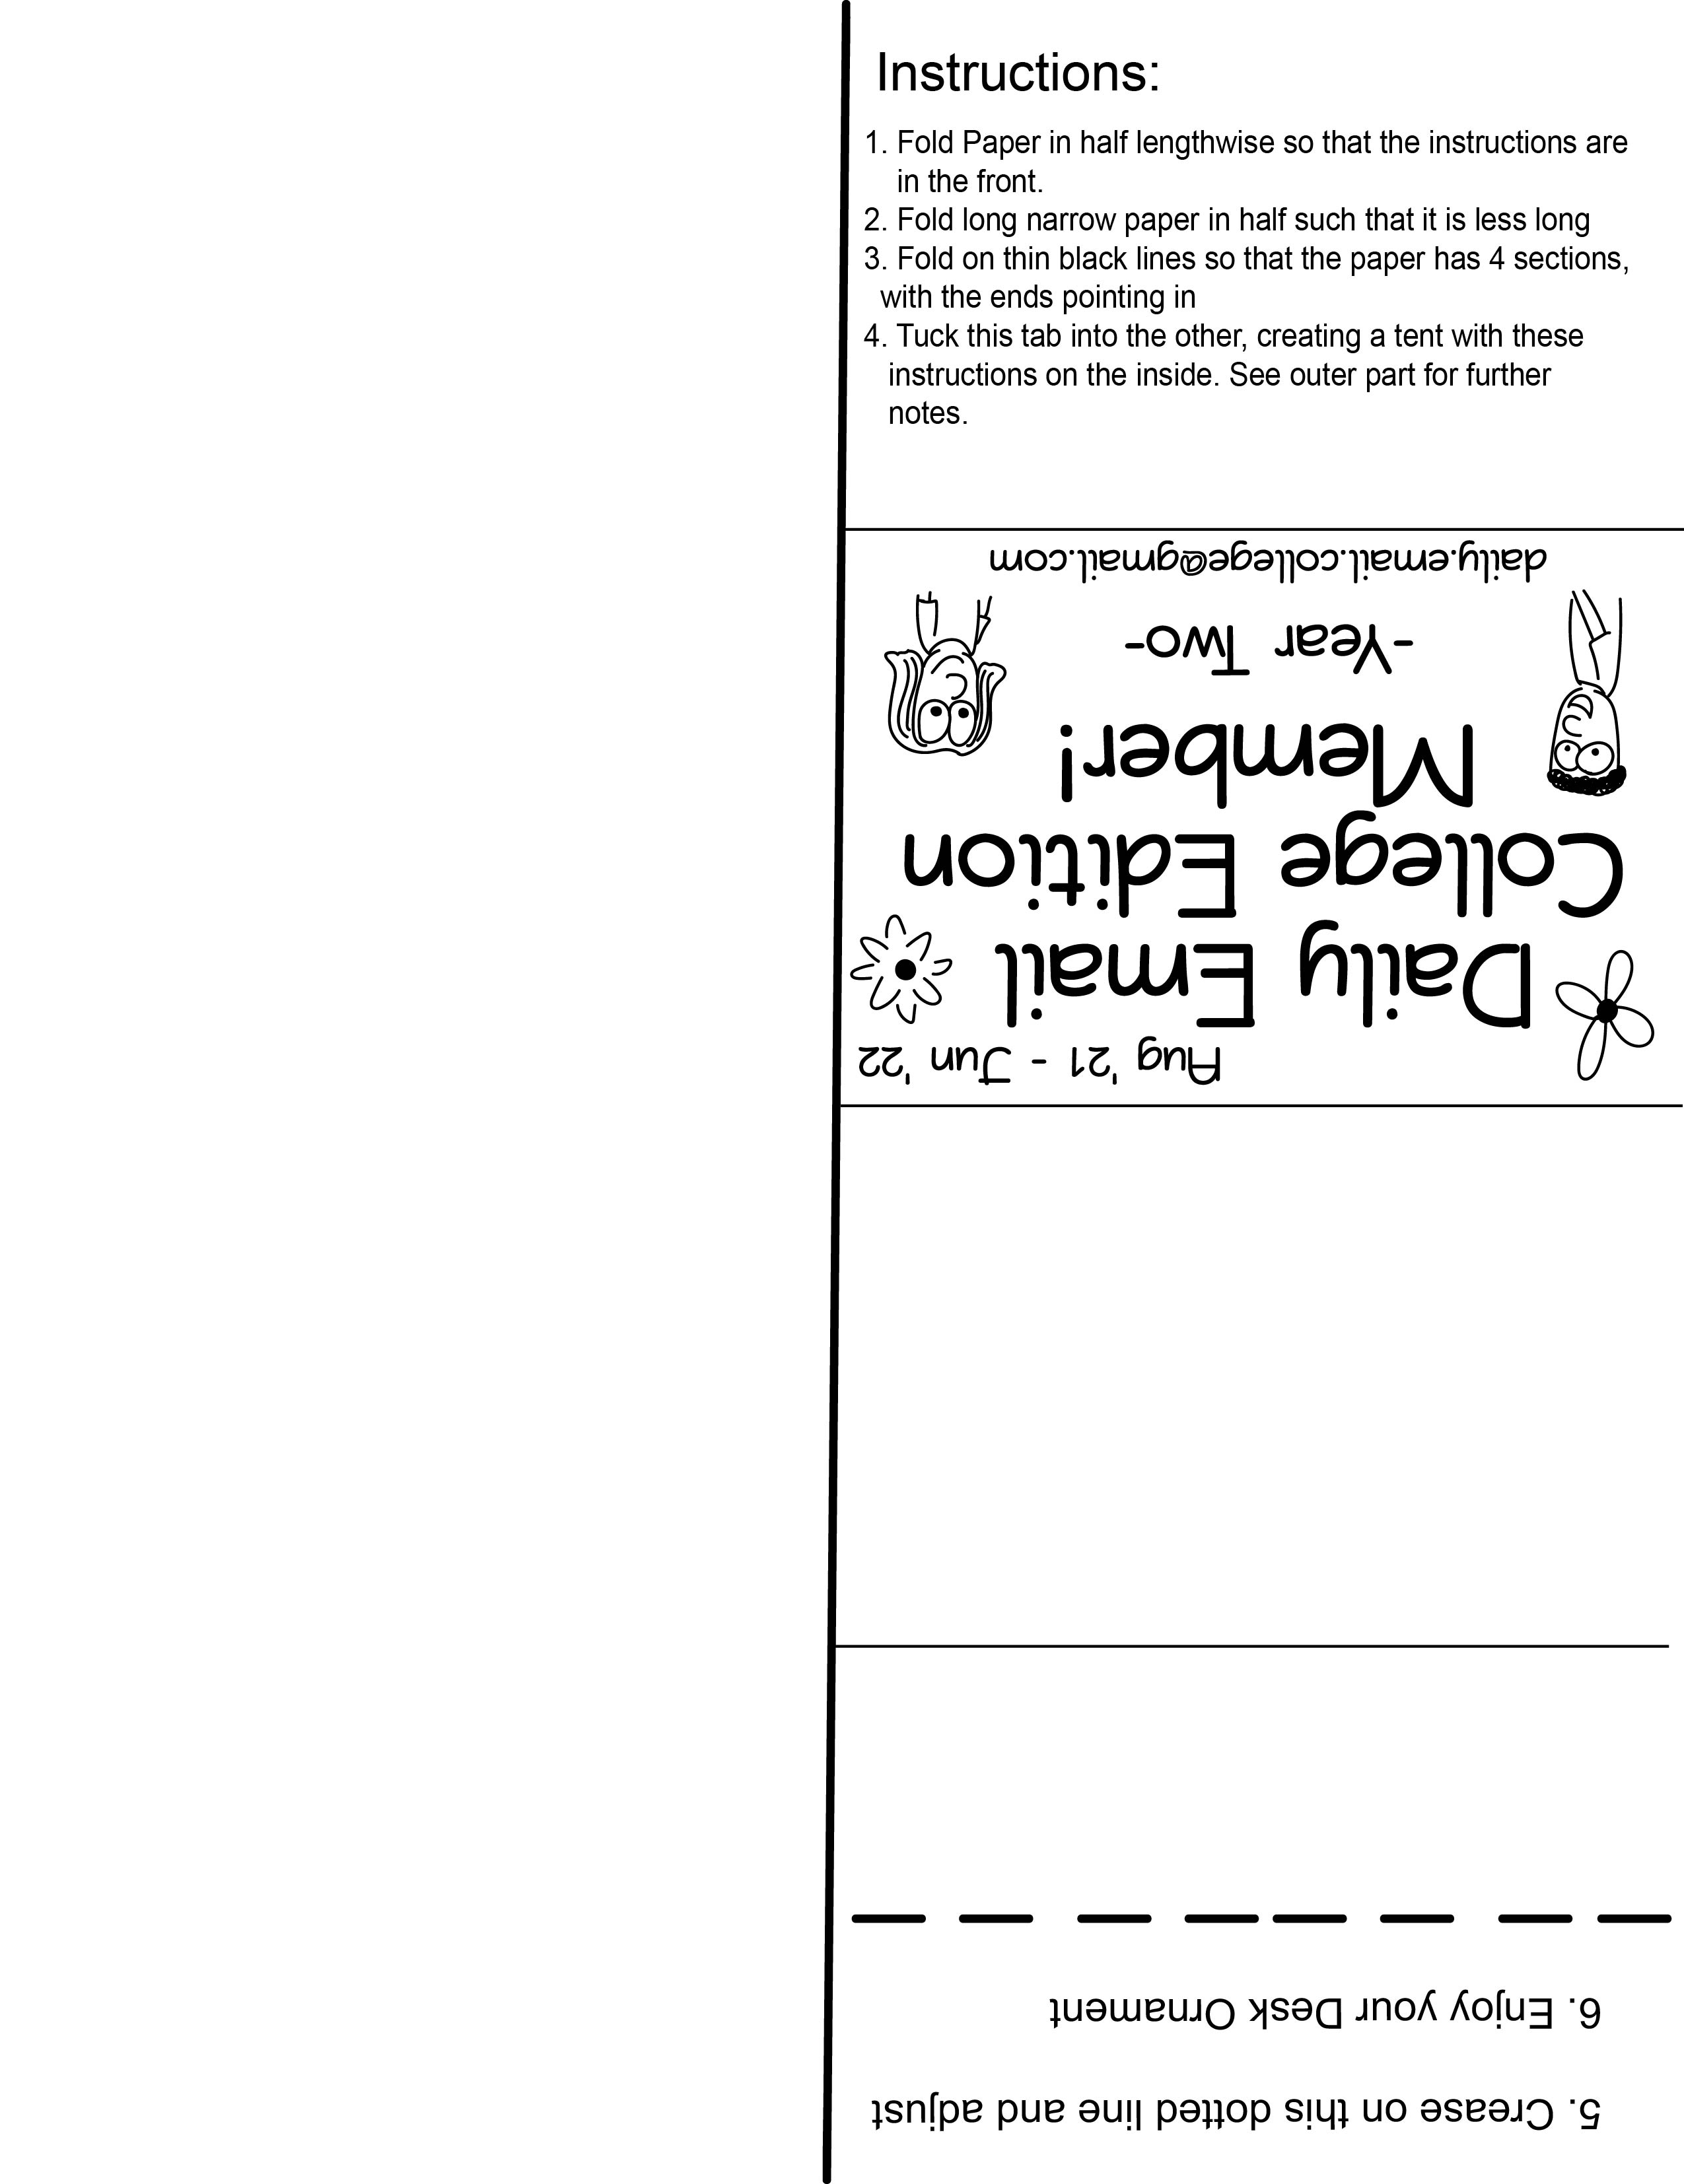 Instructions:
1. Fold Paper in half lengthwise so that the instructions are
in the front.
2. Fold long narrow paper in half such that it is less long
3. Fold on thin black lines so that the paper has 4 sections,
with the ends pointing in
4. Tuck this tab into the other, creating a tent with these
instructions on the inside. See outer part for further
notes.
Aug '21 - Jun '22
Daily Email
College Edition
Member!
-Year Two-
daily.email.college@gmail.com
5. Crease on this dotted line and adjust
6. Enjoy your Desk Ornament